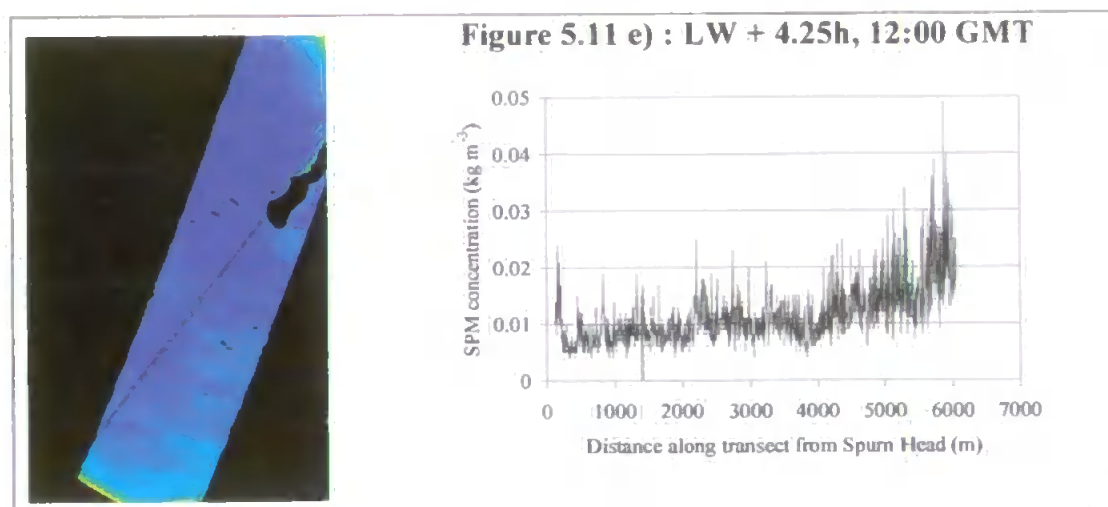 Figure 5.11 e) : LW + 4.25h, 12:00 GMT
SPM concentration (kg m⁻³)
0.05
0.04
0.03
0.02
0.01
0
0 1000 2000 3000 4000 5000 6000 7000
Distance along transect from Spurn Head (m)